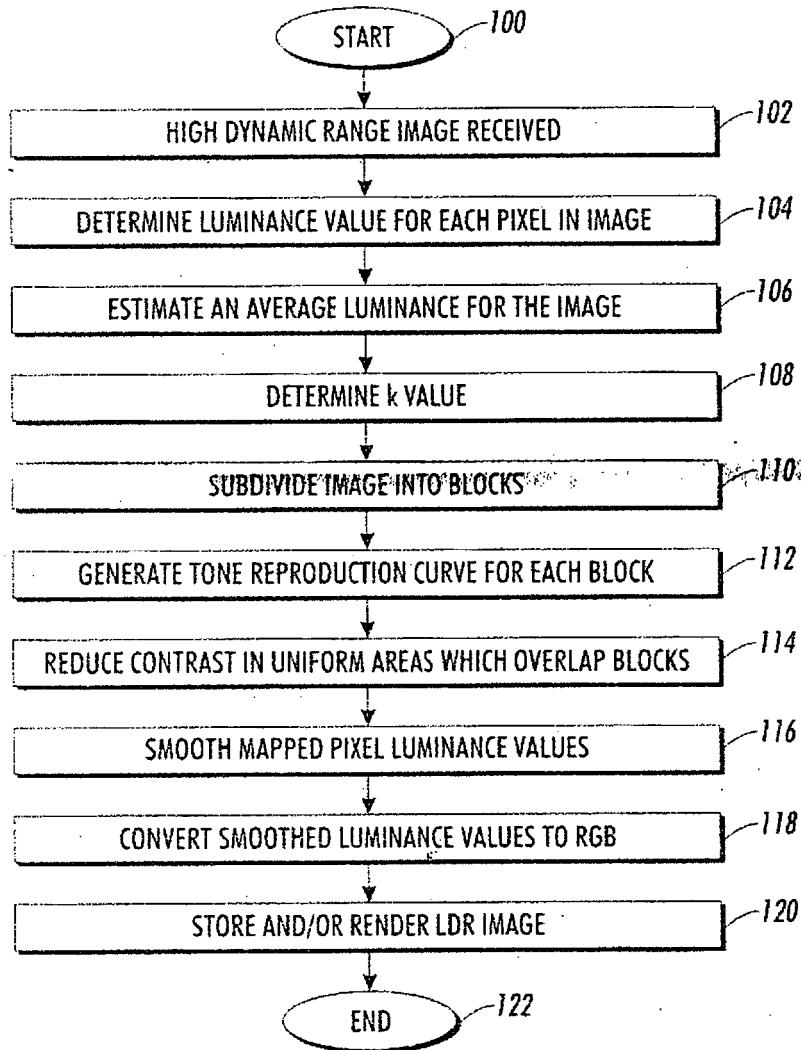 START
100
HIGH DYNAMIC RANGE IMAGE RECEIVED
102
DETERMINE LUMINANCE VALUE FOR EACH PIXEL IN IMAGE
104
ESTIMATE AN AVERAGE LUMINANCE FOR THE IMAGE
106
DETERMINE k VALUE
108
SUBDIVIDE IMAGE INTO BLOCKS
110
GENERATE TONE REPRODUCTION CURVE FOR EACH BLOCK
112
REDUCE CONTRAST IN UNIFORM AREAS WHICH OVERLAP BLOCKS
114
SMOOTH MAPPED PIXEL LUMINANCE VALUES
116
CONVERT SMOOTHED LUMINANCE VALUES TO RGB
118
STORE AND/OR RENDER LDR IMAGE
120
END
122